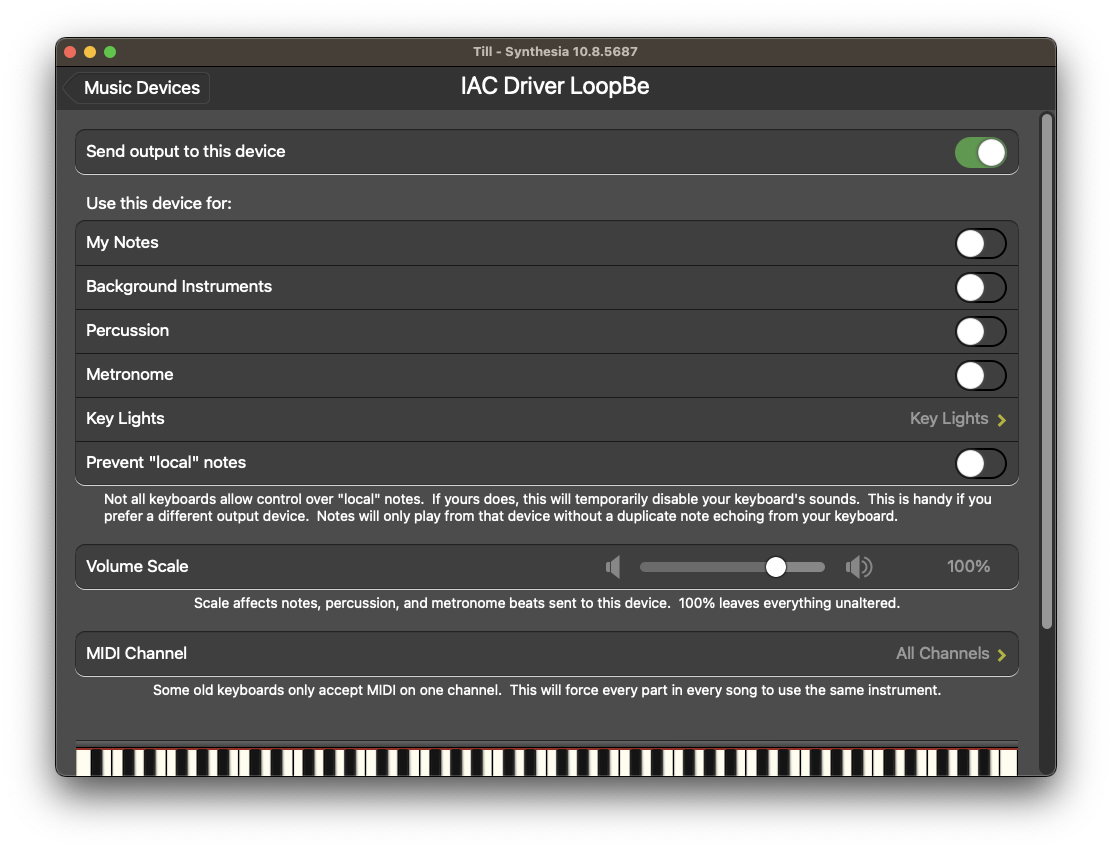 Till - Synthesia 10.8.5687
Music Devices
IAC Driver LoopBe
Send output to this device
Use this device for:
My Notes
Background Instruments
Percussion
Metronome
Key Lights Key Lights
Prevent "local" notes
Not all keyboards allow control over "local" notes.  If yours does, this will temporarily disable your keyboard's sounds.  This is handy if you
prefer a different output device.  Notes will only play from that device without a duplicate note echoing from your keyboard.
Volume Scale 100%
Scale affects notes, percussion, and metronome beats sent to this device.  100% leaves everything unaltered.
MIDI Channel All Channels
Some old keyboards only accept MIDI on one channel.  This will force every part in every song to use the same instrument.